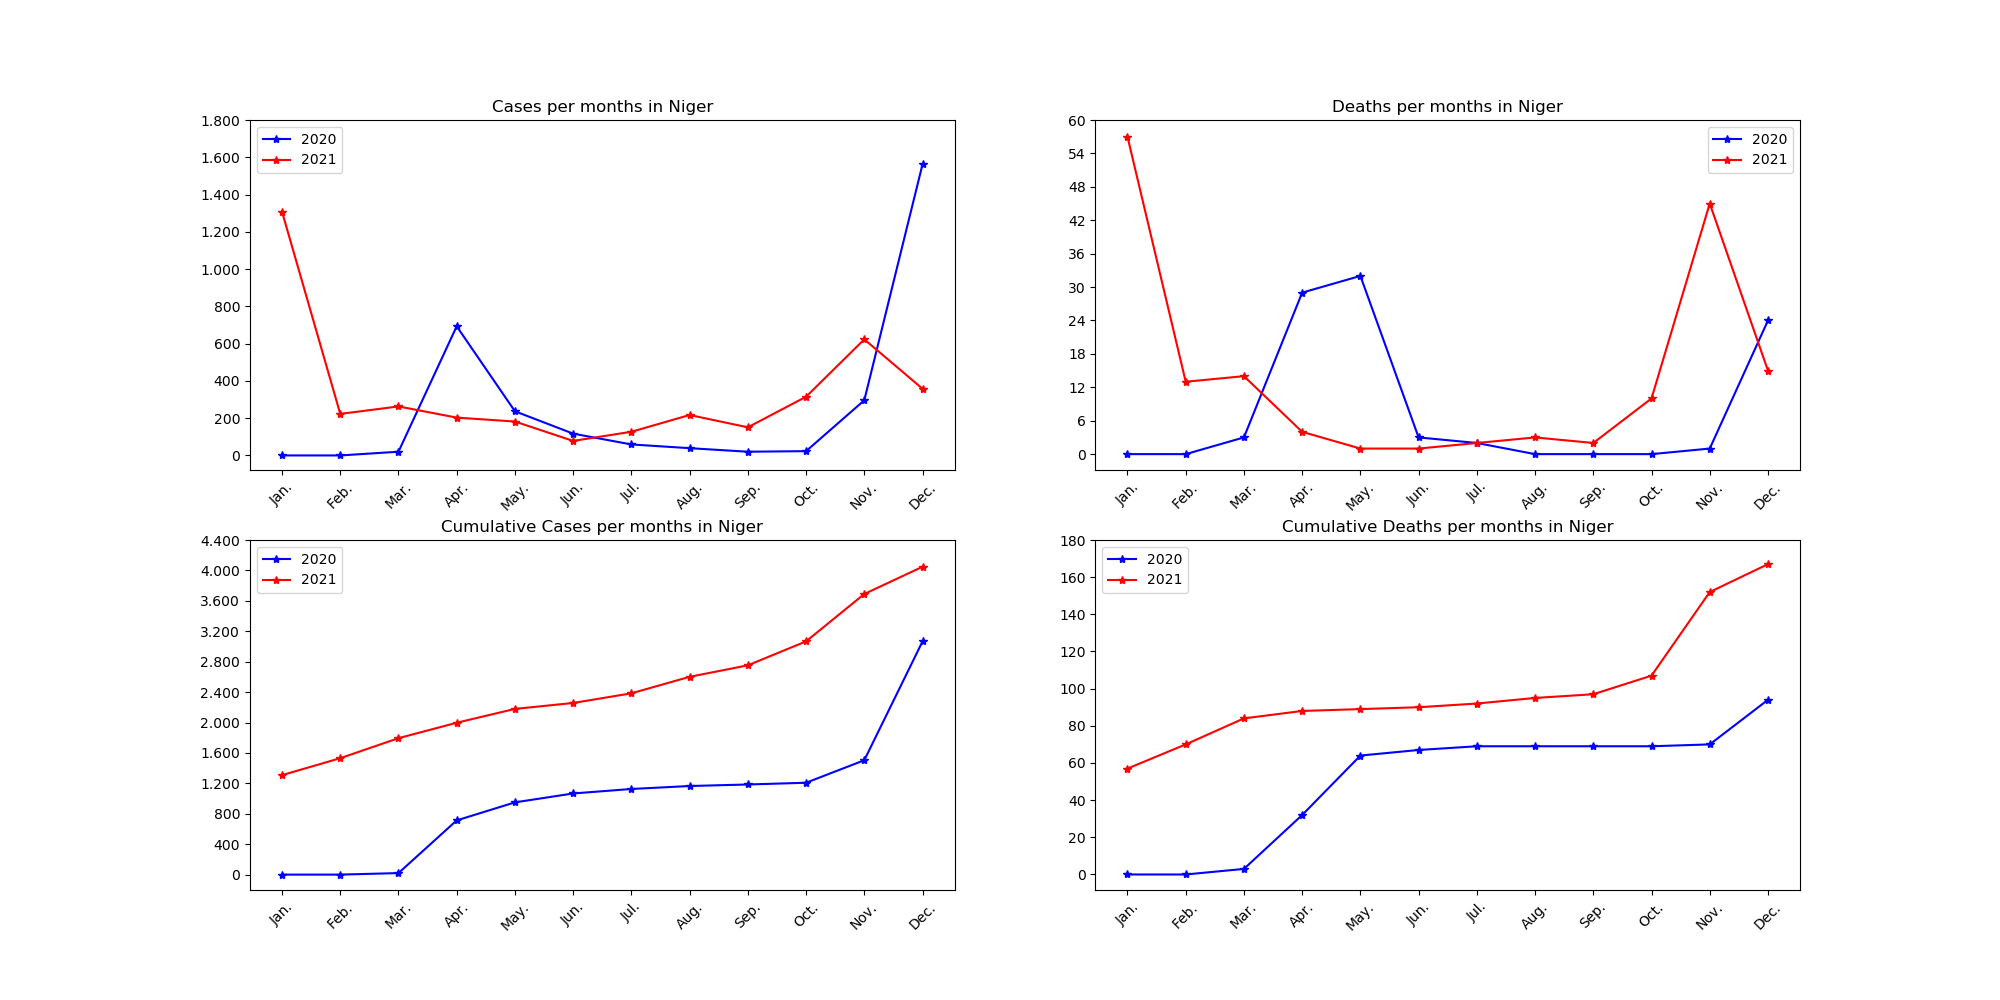 Cases per months in Niger
1.800
1.600
1.400
1.200
1.000
800
600
400
200
0
2020
2021
Jan.
Feb.
Mar.
Apr.
May.
Jun.
Jul.
Aug.
Sep.
Oct.
Nov.
Dec.
Deaths per months in Niger
60
54
48
42
36
30
24
18
12
6
0
2020
2021
Jan.
Feb.
Mar.
Apr.
May.
Jun.
Jul.
Aug.
Sep.
Oct.
Nov.
Dec.
Cumulative Cases per months in Niger
4.400
4.000
3.600
3.200
2.800
2.400
2.000
1.600
1.200
800
400
0
2020
2021
Jan.
Feb.
Mar.
Apr.
May.
Jun.
Jul.
Aug.
Sep.
Oct.
Nov.
Dec.
Cumulative Deaths per months in Niger
180
160
140
120
100
80
60
40
20
0
2020
2021
Jan.
Feb.
Mar.
Apr.
May.
Jun.
Jul.
Aug.
Sep.
Oct.
Nov.
Dec.